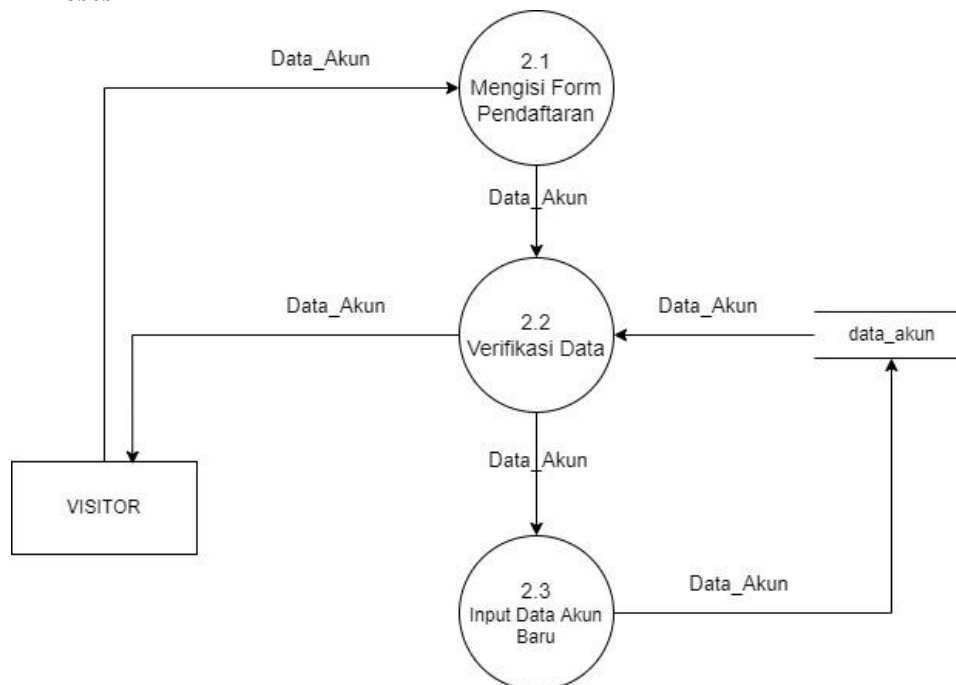 Data_Akun
2.1
Mengisi Form
Pendaftaran
Data_Akun
Data_Akun
2.2
Verifikasi Data
Data_Akun
data_akun
Data_Akun
VISITOR
2.3
Input Data Akun
Baru
Data_Akun